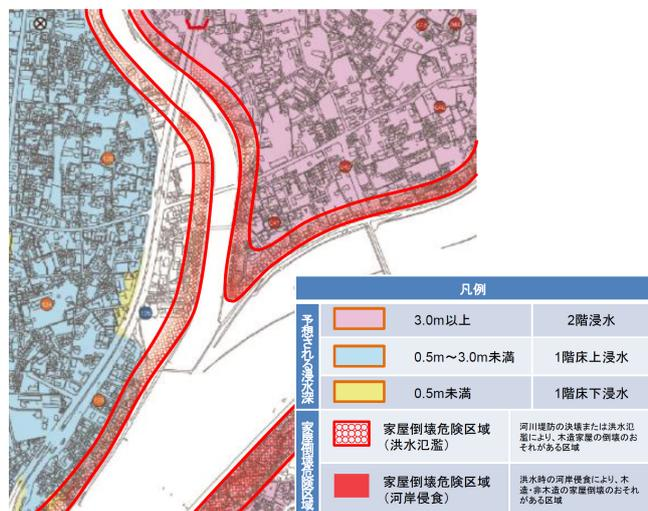 凡例
予想される浸水深
3.0m以上
2階浸水
0.5m～3.0m未満
1階床上浸水
0.5m未満
1階床下浸水
家屋倒壊危険区域
家屋倒壊危険区域
（洪水氾濫）
河川堤防の決壊または洪水氾
濫により、木造家屋の倒壊のお
それがある区域
家屋倒壊危険区域
（河岸侵食）
洪水時の河岸侵食により、木
造・非木造の家屋倒壊のおそれ
がある区域